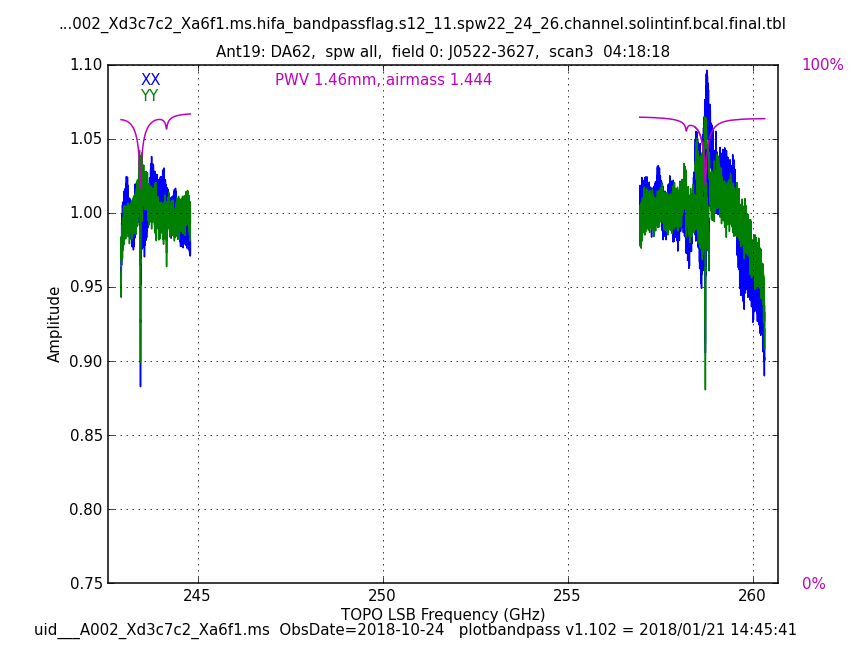 ...002_Xd3c7c2_Xa6f1.ms.hifa_bandpassflag.s12_11.spw22_24_26.channel.solintinf.bcal.final.tbl
Ant19: DA62,  spw all,  field 0: J0522-3627,  scan3  04:18:18
1.10
100%
XX
PWV 1.46mm, airmass 1.444
YY
1.05
1.00
0.95
Amplitude
0.90
0.85
0.80
0.75
0%
245
250
255
260
TOPO LSB Frequency (GHz)
uid___A002_Xd3c7c2_Xa6f1.ms  ObsDate=2018-10-24   plotbandpass v1.102 = 2018/01/21 14:45:41